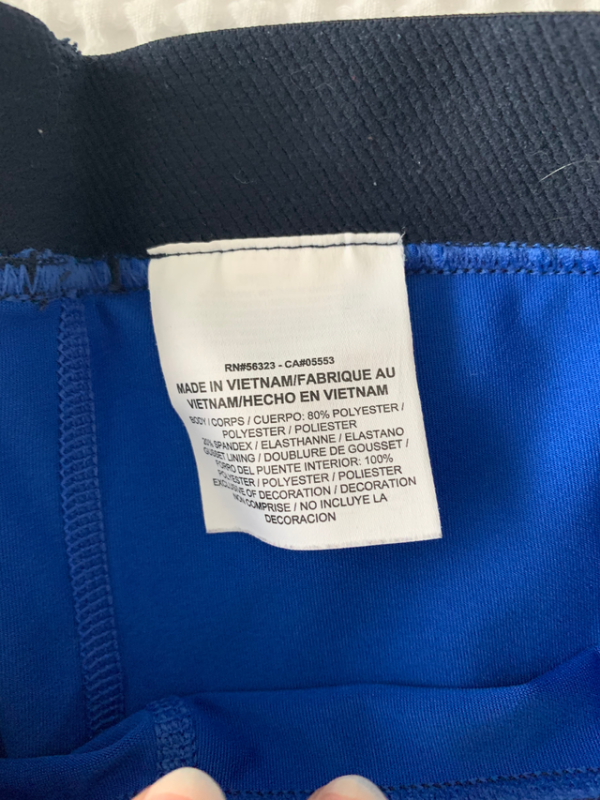 RN#56323 - CA#05553
MADE IN VIETNAM/FABRIQUE AU
VIETNAM/HECHO EN VIETNAM
BODY / CORPS / CUERPO: 80% POLYESTER /
POLYESTER / POLIESTER
20% SPANDEX / ELASTHANNE / ELASTANO
GUSSET LINING / DOUBLURE DE GOUSSET /
FORRO DEL PUENTE INTERIOR: 100%
POLYESTER / POLYESTER / POLIESTER
EXCLUSIVE OF DECORATION / DECORATION
NON COMPRISE / NO INCLUYE LA
DECORACION